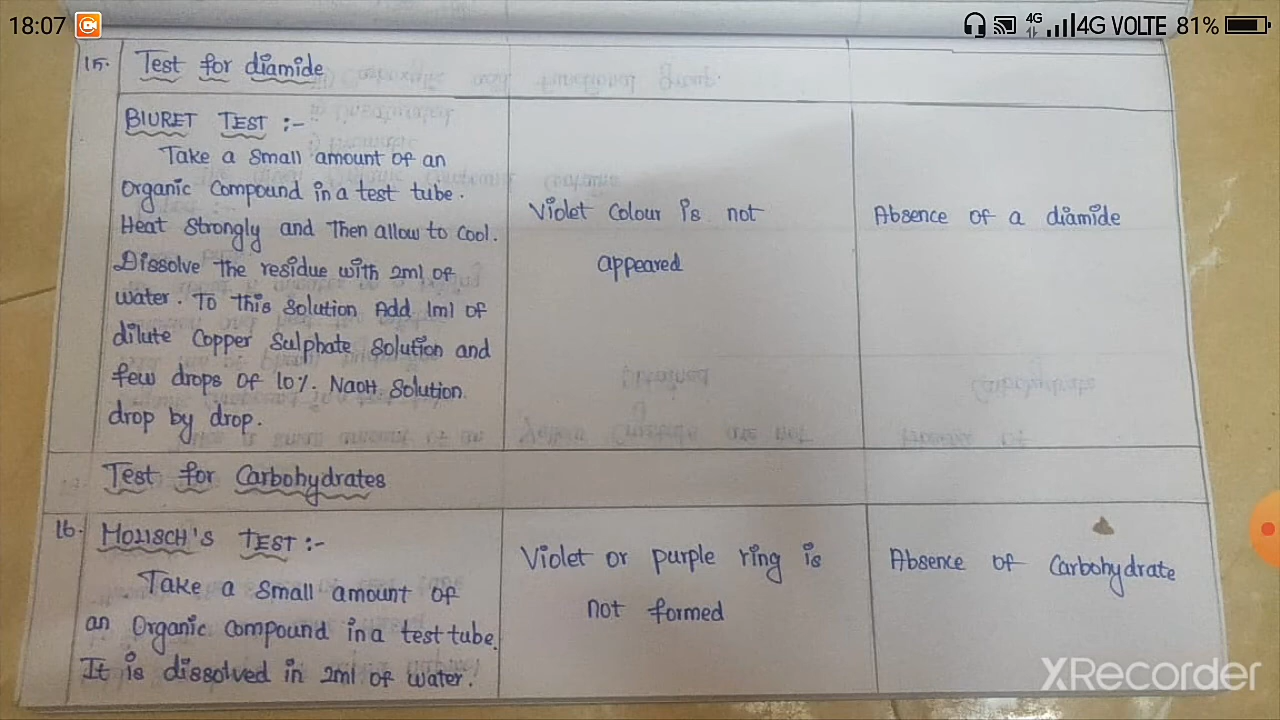 18:07
4G
4G VOLTE 81%
15. Test for diamide
BIURET TEST :-
Take a small amount of an
Organic Compound in a test tube.
Heat Strongly and Then allow to cool.
Dissolve the residue with 2ml of
water. To this solution Add 1ml of
dilute Copper Sulphate Solution and
few drops of 10%. NaOH Solution.
drop by drop.
Violet Colour is not
appeared
Absence of a diamide
Test for Carbohydrates
16. MOLISCH'S TEST :-
Take a small amount of
an Organic Compound in a test tube.
It is dissolved in 2ml of water.
Violet or purple ring is
not formed
Absence of Carbohydrate
XRecorder